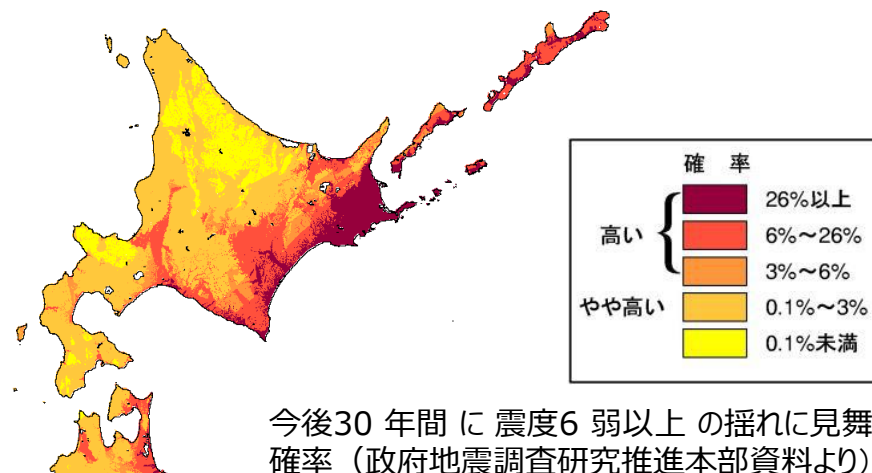 確 率
高い
やや高い
26%以上
6%～26%
3%～6%
0.1%～3%
0.1%未満
今後30 年間 に 震度6 弱以上 の揺れに見舞
確率（政府地震調査研究推進本部資料より）